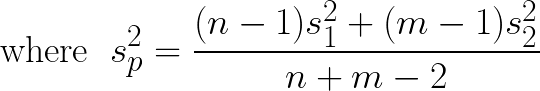 where $s_p^2 = \frac{(n-1)s_1^2 + (m-1)s_2^2}{n+m-2}$